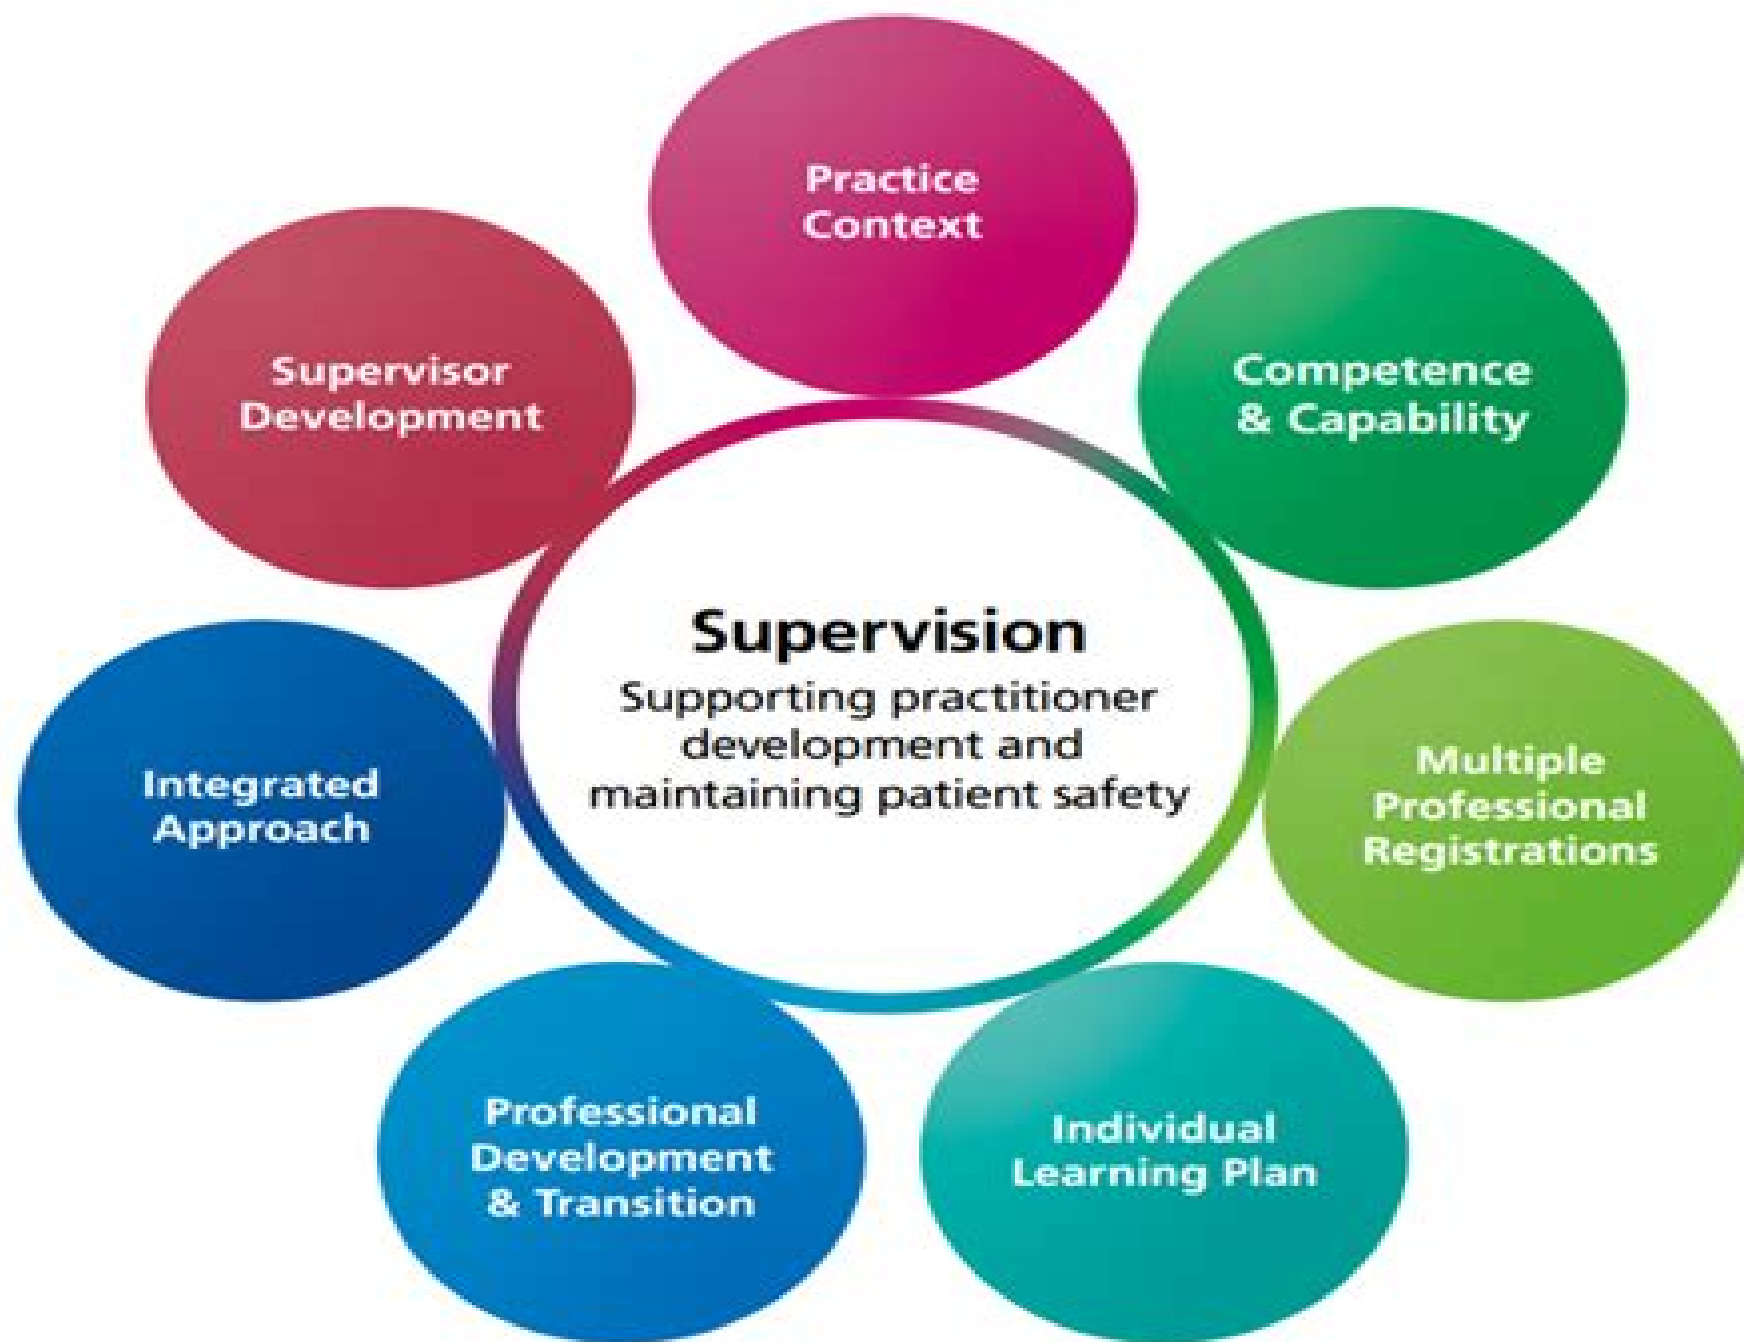 Practice
Context
Competence
& Capability
Multiple
Professional
Registrations
Individual
Learning Plan
Professional
Development
& Transition
Integrated
Approach
Supervisor
Development
Supervision
Supporting practitioner
development and
maintaining patient safety